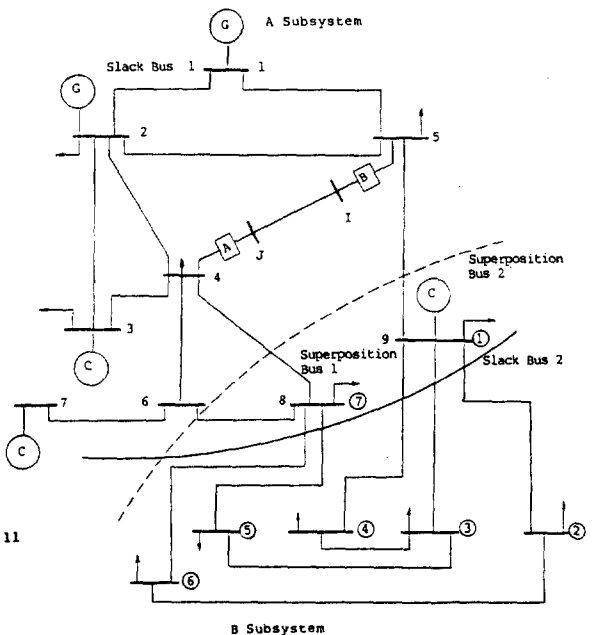 A Subsystem
G
Slack Bus 1
1
G
2
5
B
I
A
J
4
Superposition
Bus 2
C
3
C
9
①
Superposition
Bus 1
Slack Bus 2
7
6
8
⑦
C
11
⑤
④
③
②
⑥
B Subsystem